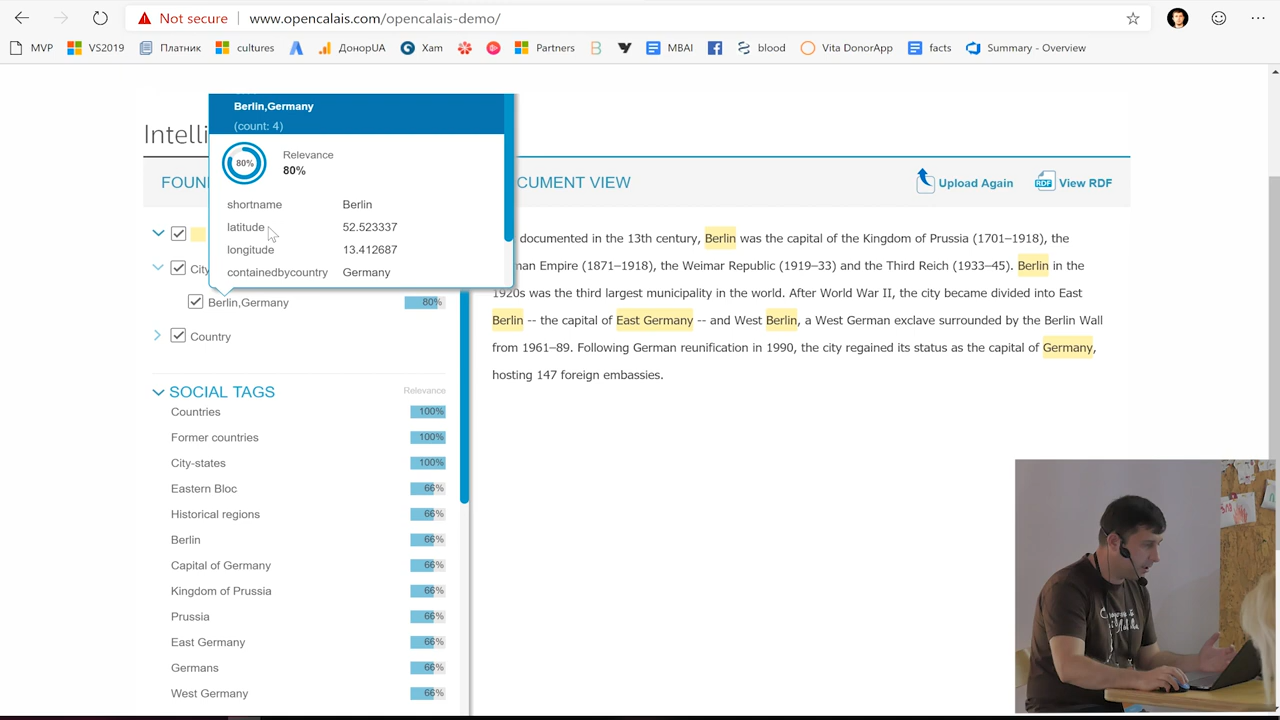 Not secure
www.opencalais.com/opencalais-demo/
MVP
VS2019
Платник
cultures
ДонорUA
Хам
Partners
MBAI
blood
Vita DonorApp
facts
Summary - Overview
Berlin,Germany
(count: 4)
Intelli
80%
Relevance
80%
FOUN
CUMENT VIEW
Upload Again
RDF
View RDF
shortname Berlin
latitude 52.523337
longitude 13.412687
containedbycountry Germany
City
Berlin,Germany 80%
Country
documented in the 13th century, Berlin was the capital of the Kingdom of Prussia (1701–1918), the
man Empire (1871–1918), the Weimar Republic (1919–33) and the Third Reich (1933–45). Berlin in the
1920s was the third largest municipality in the world. After World War II, the city became divided into East
Berlin -- the capital of East Germany -- and West Berlin, a West German exclave surrounded by the Berlin Wall
from 1961–89. Following German reunification in 1990, the city regained its status as the capital of Germany,
hosting 147 foreign embassies.
SOCIAL TAGS Relevance
Countries 100%
Former countries 100%
City-states 100%
Eastern Bloc 66%
Historical regions 66%
Berlin 66%
Capital of Germany 66%
Kingdom of Prussia 66%
Prussia 66%
East Germany 66%
Germans 66%
West Germany 66%